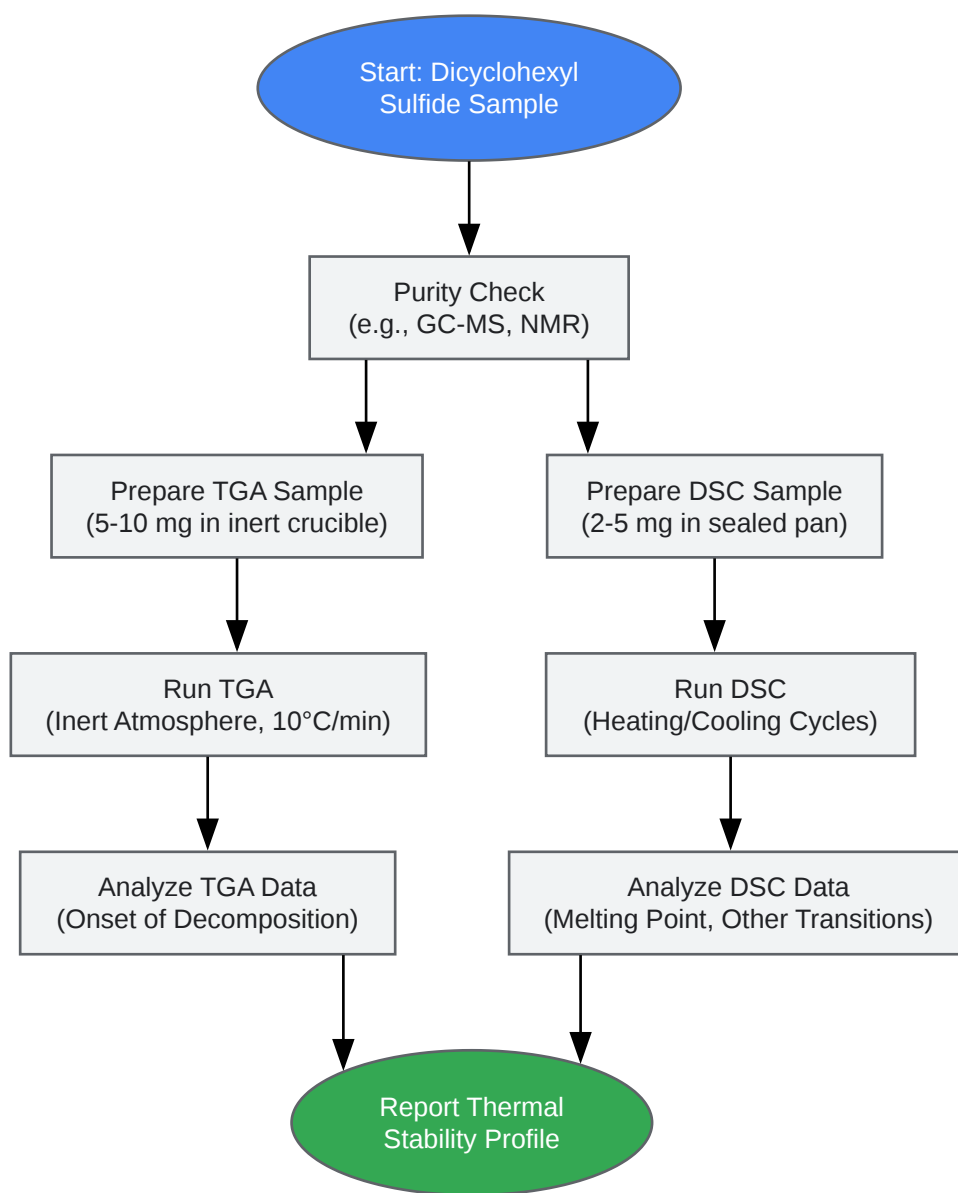 Start: Dicyclohexyl
Sulfide Sample
Purity Check
(e.g., GC-MS, NMR)
Prepare TGA Sample
(5-10 mg in inert crucible)
Prepare DSC Sample
(2-5 mg in sealed pan)
Run TGA
(Inert Atmosphere, 10°C/min)
Run DSC
(Heating/Cooling Cycles)
Analyze TGA Data
(Onset of Decomposition)
Analyze DSC Data
(Melting Point, Other Transitions)
Report Thermal
Stability Profile